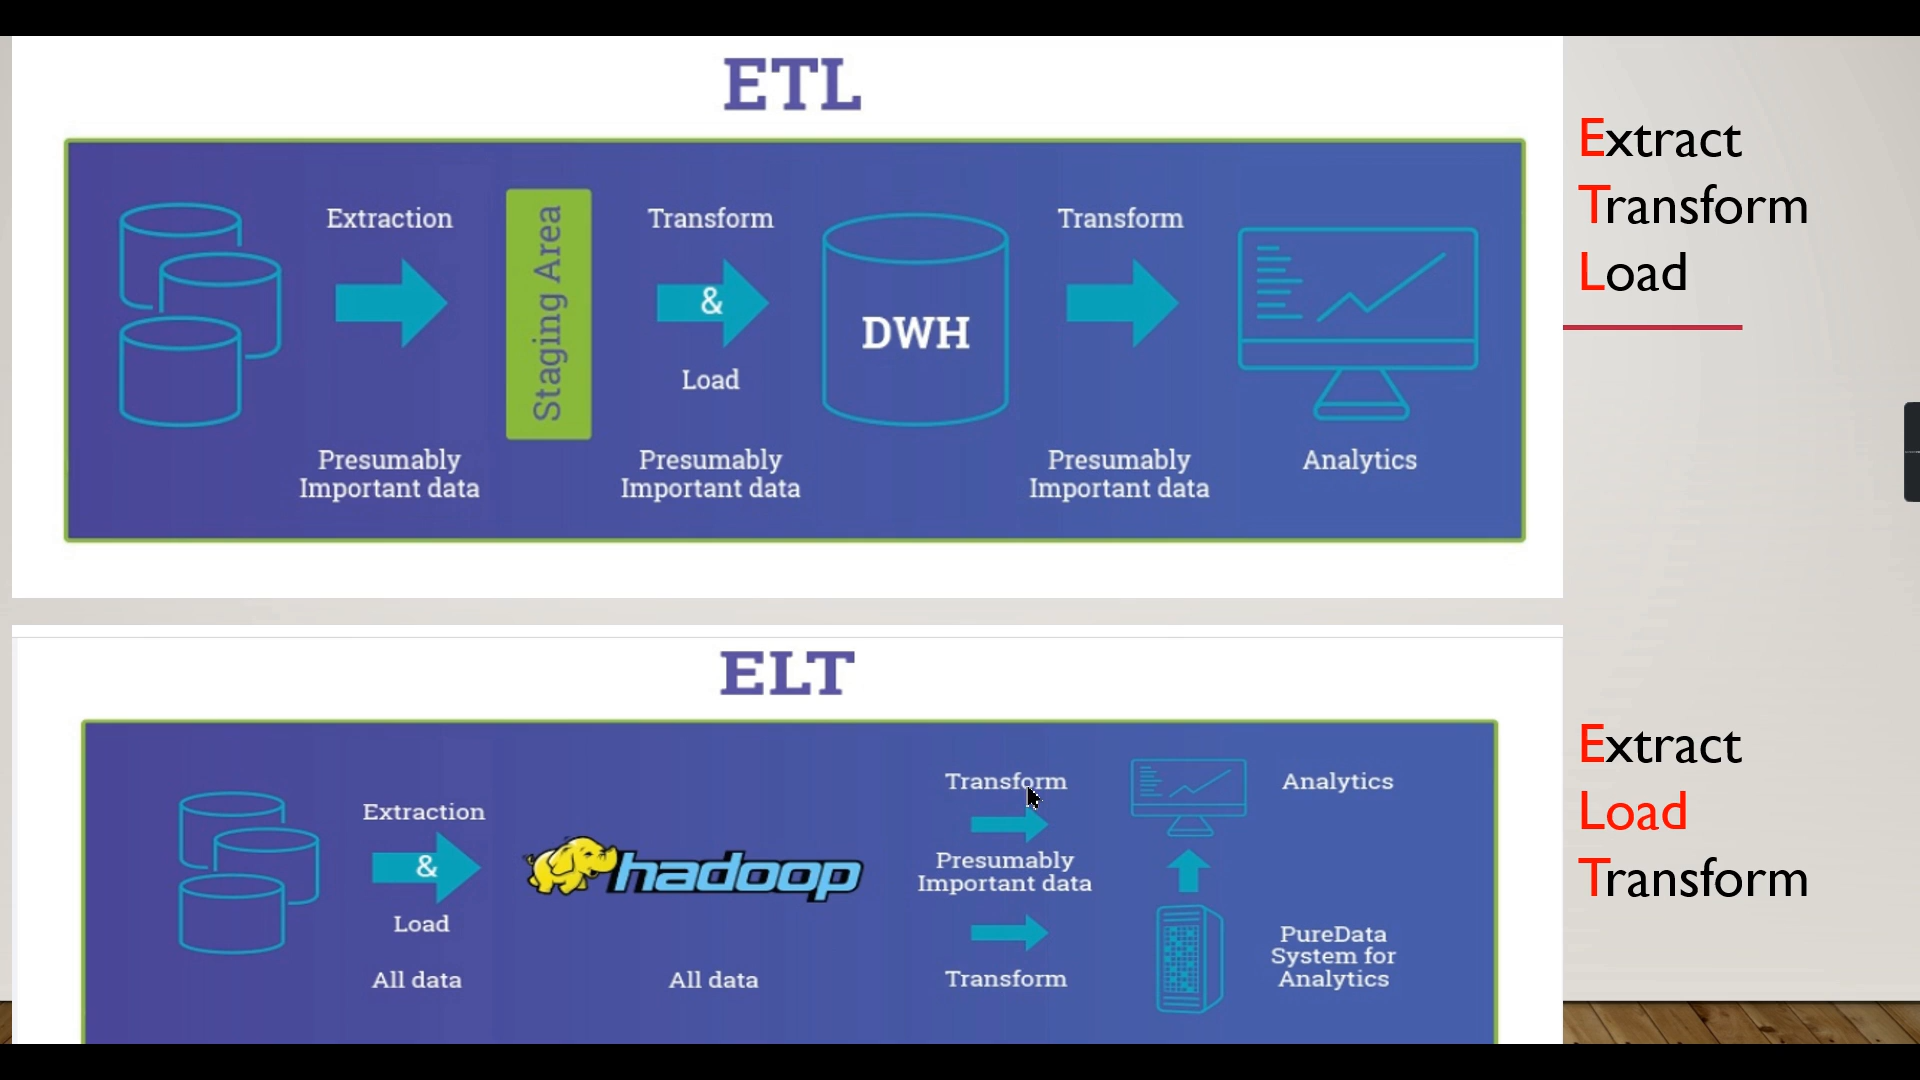 ETL
Extraction
Staging Area
Transform
&
Load
DWH
Transform
Presumably
Important data
Presumably
Important data
Presumably
Important data
Analytics
Extract
Transform
Load
ELT
Extraction
&
Load
All data
hadoop
All data
Transform
Presumably
Important data
Transform
Analytics
PureData
System for
Analytics
Extract
Load
Transform